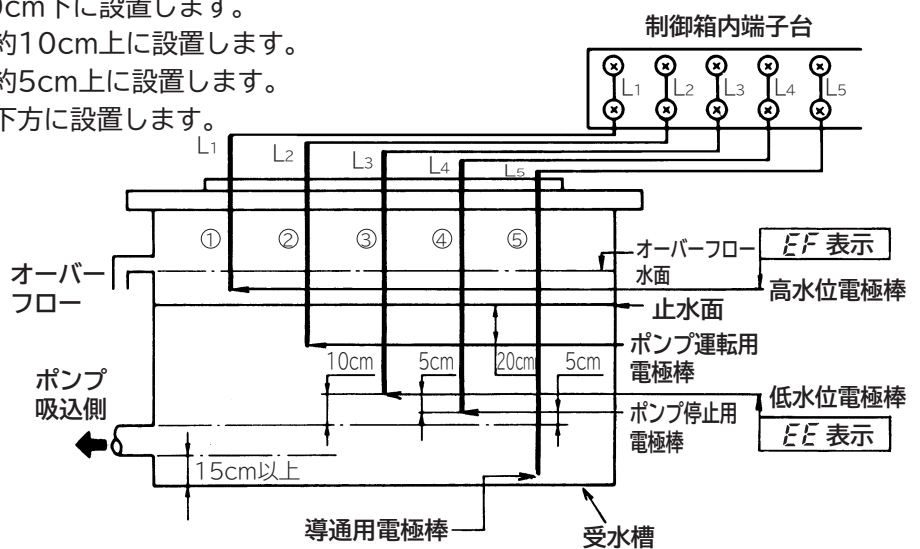 cm下に設置します。
約10cm上に設置します。
約5cm上に設置します。
下方に設置します。
制御箱内端子台
L1 L2 L3 L4 L5
L1 L2 L3 L4 L5
① ② ③ ④ ⑤
オーバー
フロー
オーバーフロー
水面
EF 表示
高水位電極棒
止水面
ポンプ運転用
電極棒
10cm 5cm 20cm 5cm
ポンプ
吸込側
低水位電極棒
ポンプ停止用
電極棒
EE 表示
15cm以上
導通用電極棒
受水槽